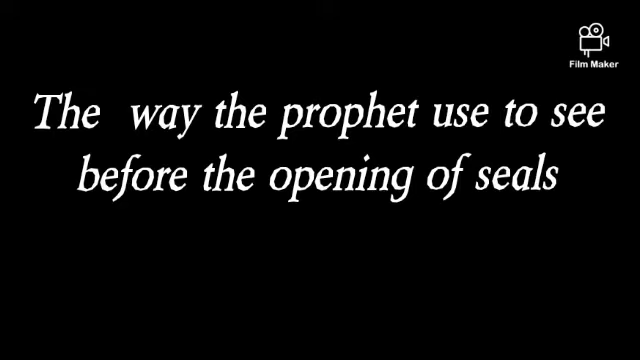 Film Maker
The way the prophet use to see
before the opening of seals